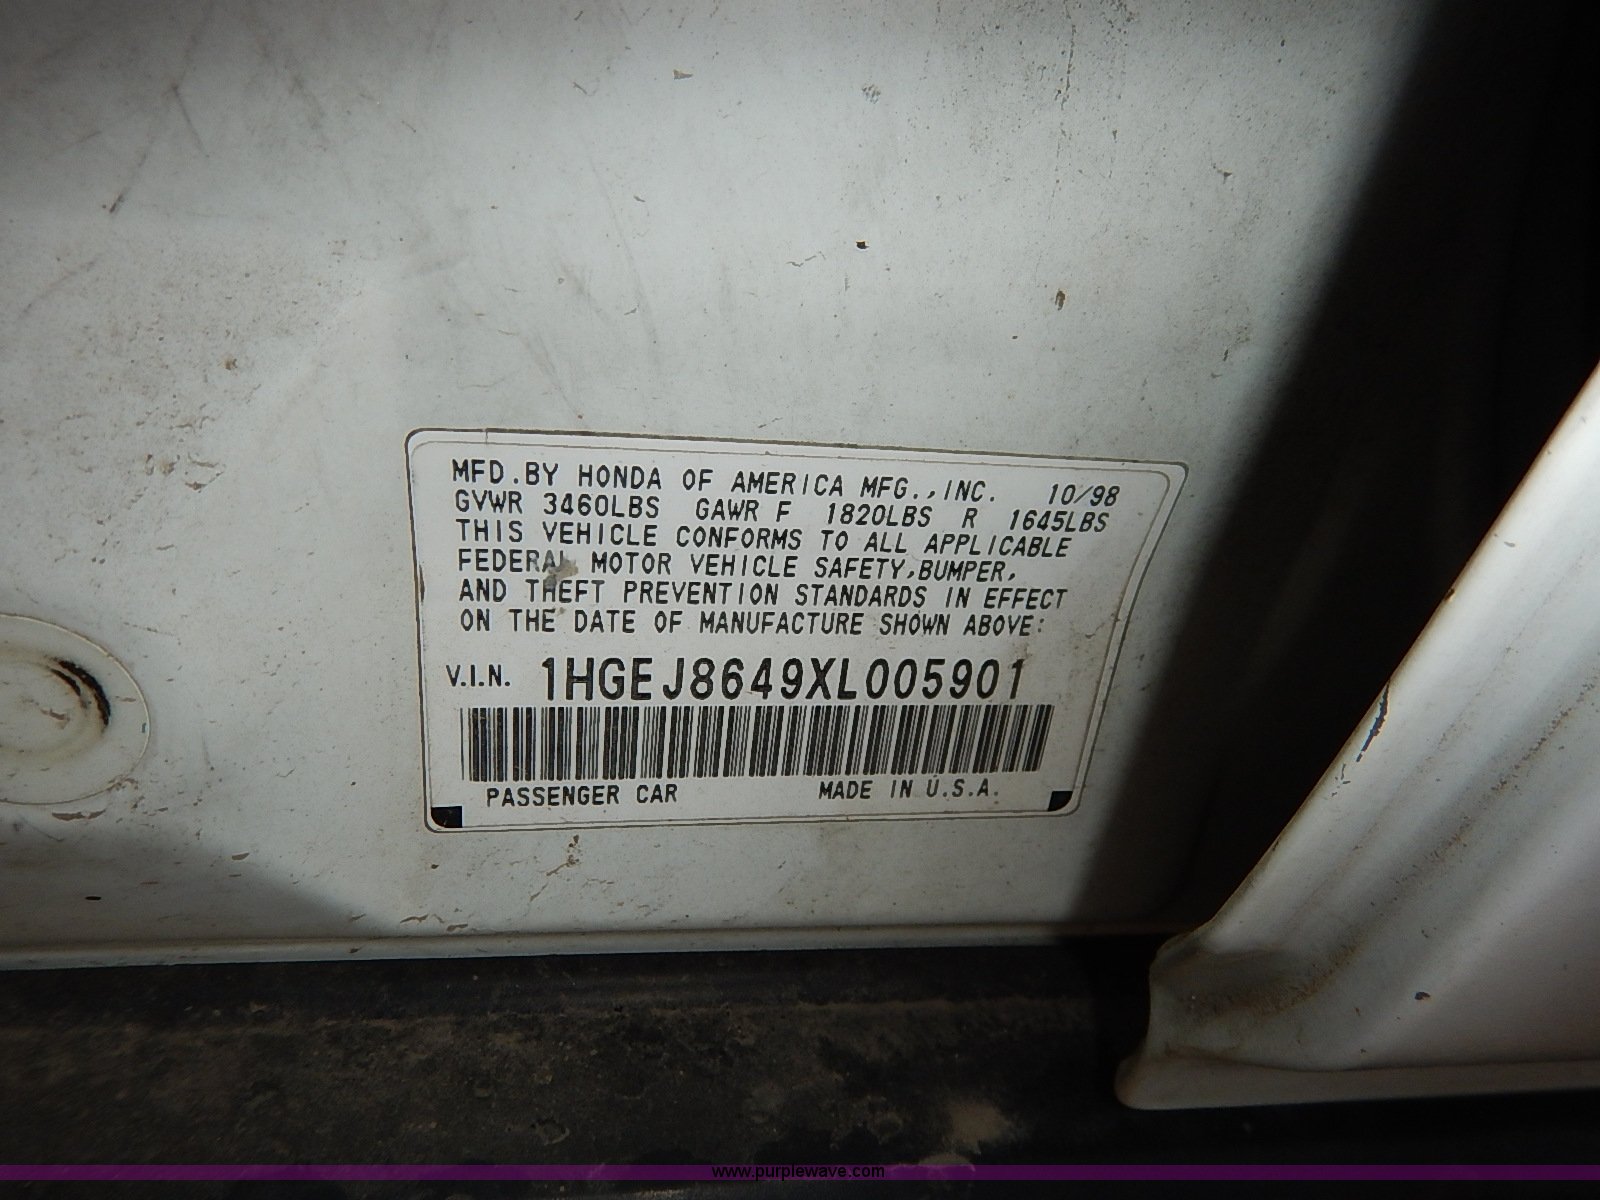 MFD.BY HONDA OF AMERICA MFG.,INC. 10/98
GVWR 3460LBS GAWR F 1820LBS R 1645LBS
THIS VEHICLE CONFORMS TO ALL APPLICABLE
FEDERAL MOTOR VEHICLE SAFETY,BUMPER,
AND THEFT PREVENTION STANDARDS IN EFFECT
ON THE DATE OF MANUFACTURE SHOWN ABOVE:
V.I.N. 1HGEJ8649XL005901
PASSENGER CAR MADE IN U.S.A.
www.purplewave.com